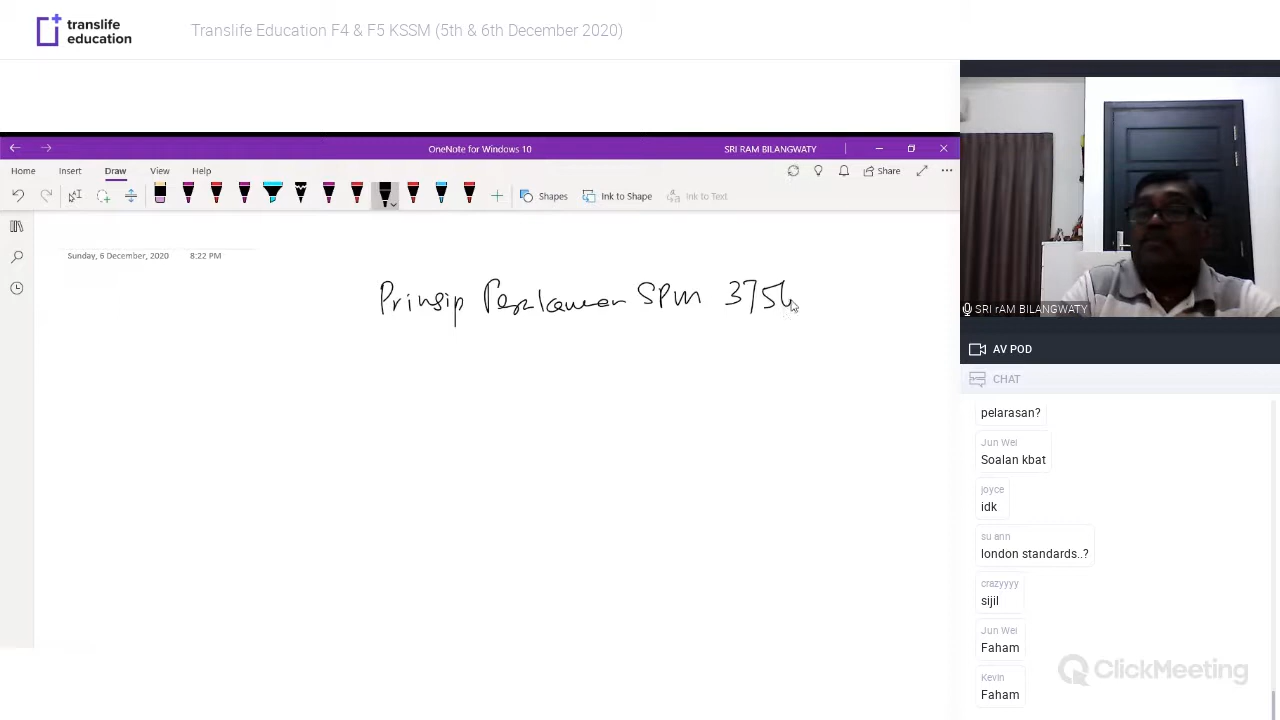 translife
education
Translife Education F4 & F5 KSSM (5th & 6th December 2020)
OneNote for Windows 10
SRI RAM BILANGWATY
Home Insert Draw View Help
Share
Shapes
Ink to Shape
Ink to Text
Sunday, 6 December, 2020 8:22 PM
Prinsip Perakaunan SPM 3756
SRI rAM BILANGWATY
AV POD
CHAT
pelarasan?
Jun Wei
Soalan kbat
joyce
idk
su ann
london standards..?
crazyyyy
sijil
Jun Wei
Faham
Kevin
Faham
ClickMeeting